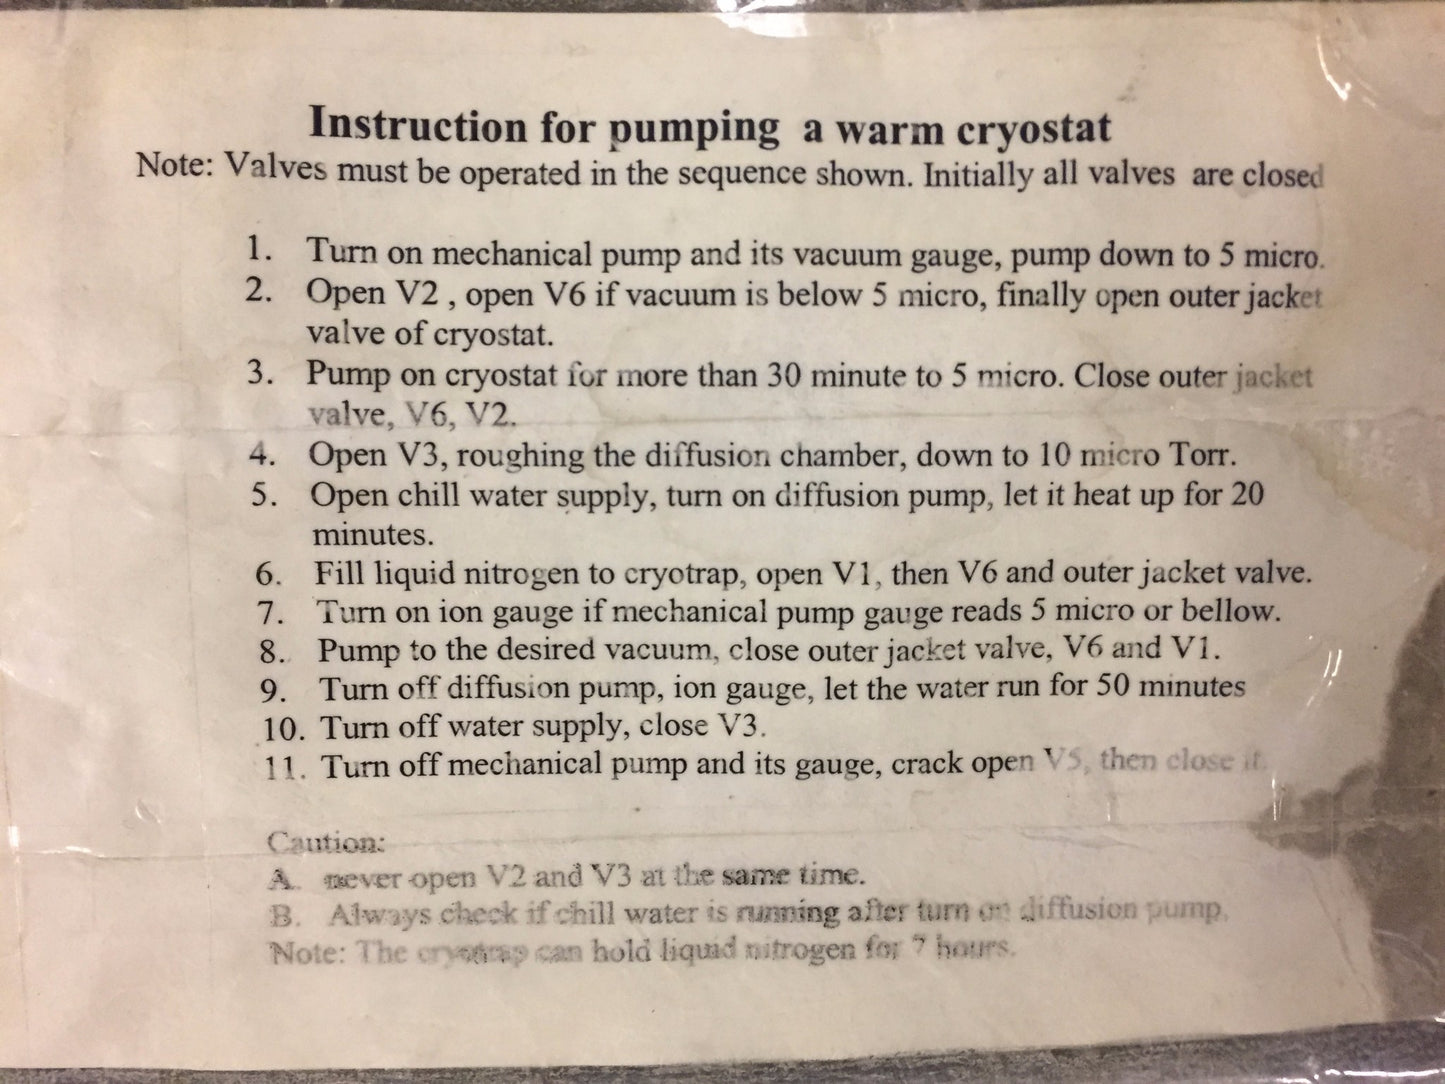 Instruction for pumping a warm cryostat
Note: Valves must be operated in the sequence shown. Initially all valves are closed
1. Turn on mechanical pump and its vacuum gauge, pump down to 5 micro.
2. Open V2 , open V6 if vacuum is below 5 micro, finally open outer jacket
valve of cryostat.
3. Pump on cryostat for more than 30 minute to 5 micro. Close outer jacket
valve, V6, V2.
4. Open V3, roughing the diffusion chamber, down to 10 micro Torr.
5. Open chill water supply, turn on diffusion pump, let it heat up for 20
minutes.
6. Fill liquid nitrogen to cryotrap, open V1, then V6 and outer jacket valve.
7. Turn on ion gauge if mechanical pump gauge reads 5 micro or bellow.
8. Pump to the desired vacuum, close outer jacket valve, V6 and V1.
9. Turn off diffusion pump, ion gauge, let the water run for 50 minutes
10. Turn off water supply, close V3.
11. Turn off mechanical pump and its gauge, crack open V5, then close it.
Caution:
A. never open V2 and V3 at the same time.
B. Always check if chill water is running after turn on diffusion pump.
Note: The cryotrap can hold liquid nitrogen for 7 hours.